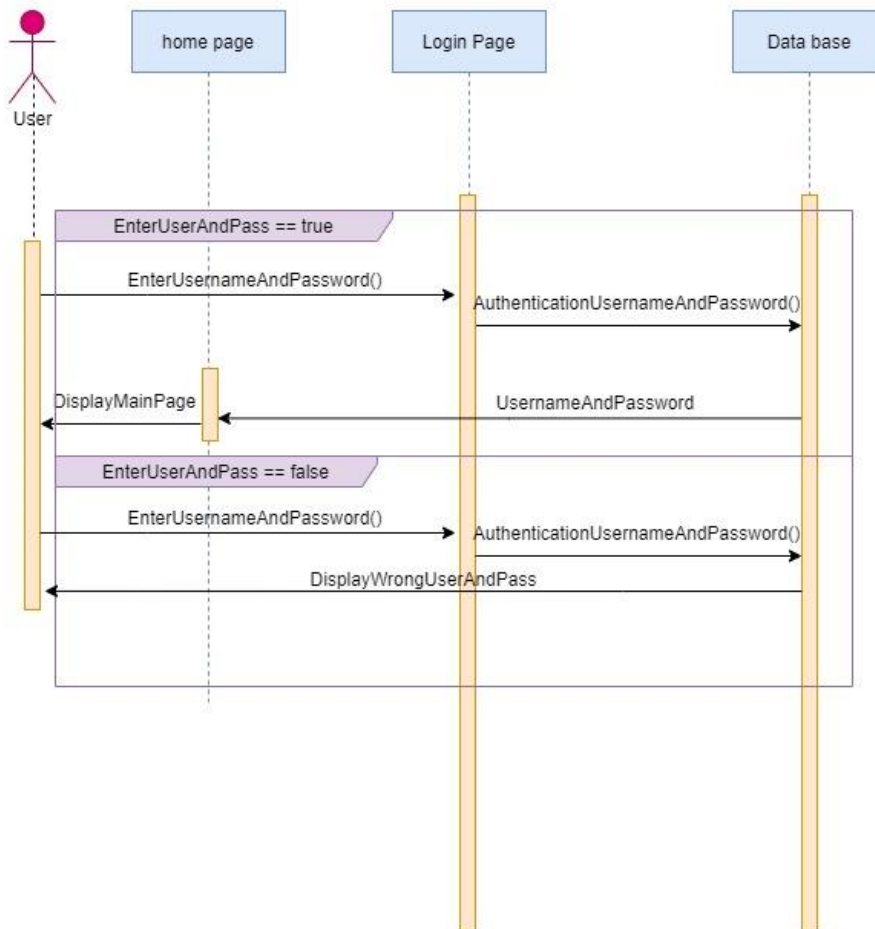 home page
Login Page
Data base
User
EnterUserAndPass == true
EnterUsernameAndPassword()
AuthenticationUsernameAndPassword()
DisplayMainPage
UsernameAndPassword
EnterUserAndPass == false
EnterUsernameAndPassword()
AuthenticationUsernameAndPassword()
DisplayWrongUserAndPass